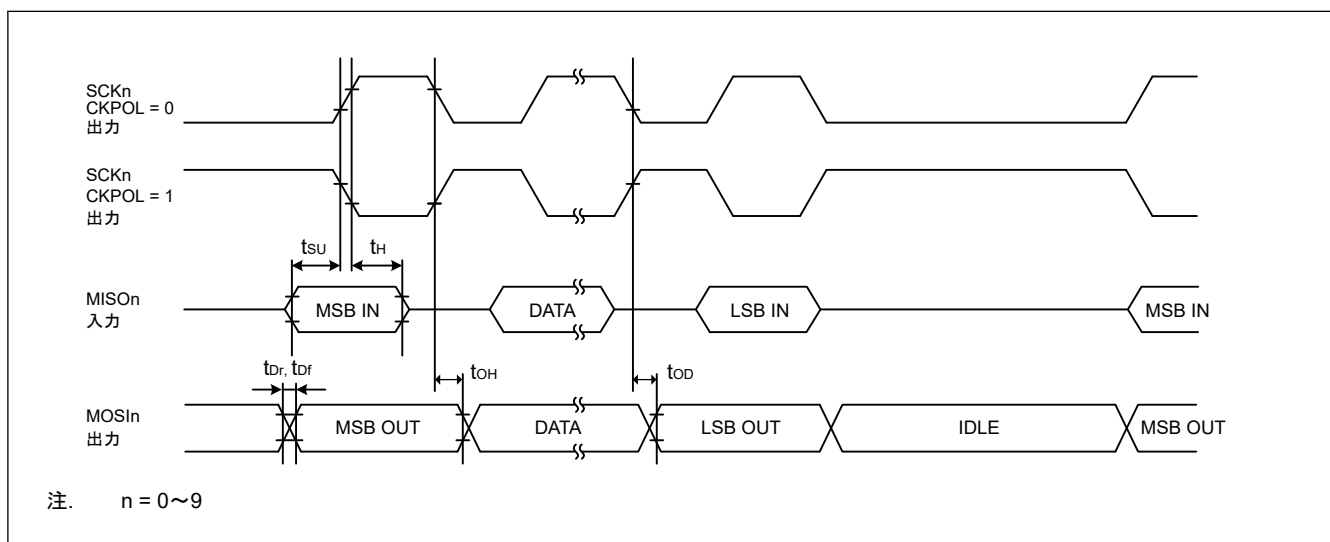 SCKn
CKPOL = 0
出力
SCKn
CKPOL = 1
出力
tSU
tH
MISOn
入力
MSB IN
DATA
LSB IN
MSB IN
tDr, tDf
tOH
tOD
MOSIn
出力
MSB OUT
DATA
LSB OUT
IDLE
MSB OUT
注. n = 0～9